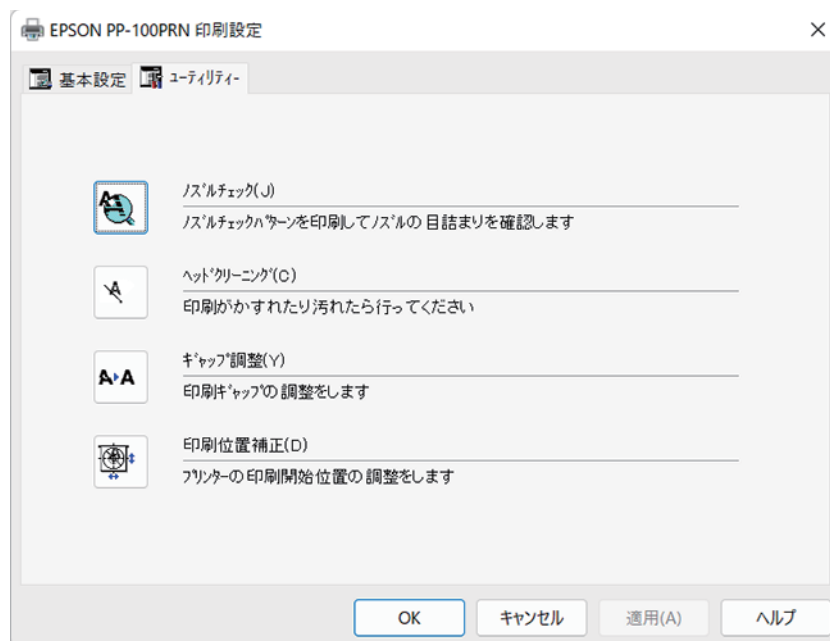 EPSON PP-100PRN 印刷設定
基本設定 ﾕｰﾃｨﾘﾃｨｰ
ﾉｽﾞﾙﾁｪｯｸ(J)
ﾉｽﾞﾙﾁｪｯｸﾊﾟﾀｰﾝを印刷してﾉｽﾞﾙの目詰まりを確認します
ﾍｯﾄﾞｸﾘｰﾆﾝｸﾞ(C)
印刷がかすれたり汚れたら行ってください
ｷﾞｬｯﾌﾟ調整(Y)
印刷ｷﾞｬｯﾌﾟの調整をします
印刷位置補正(D)
ﾌﾟﾘﾝﾀｰの印刷開始位置の調整をします
OK キャンセル 適用(A) ヘルプ